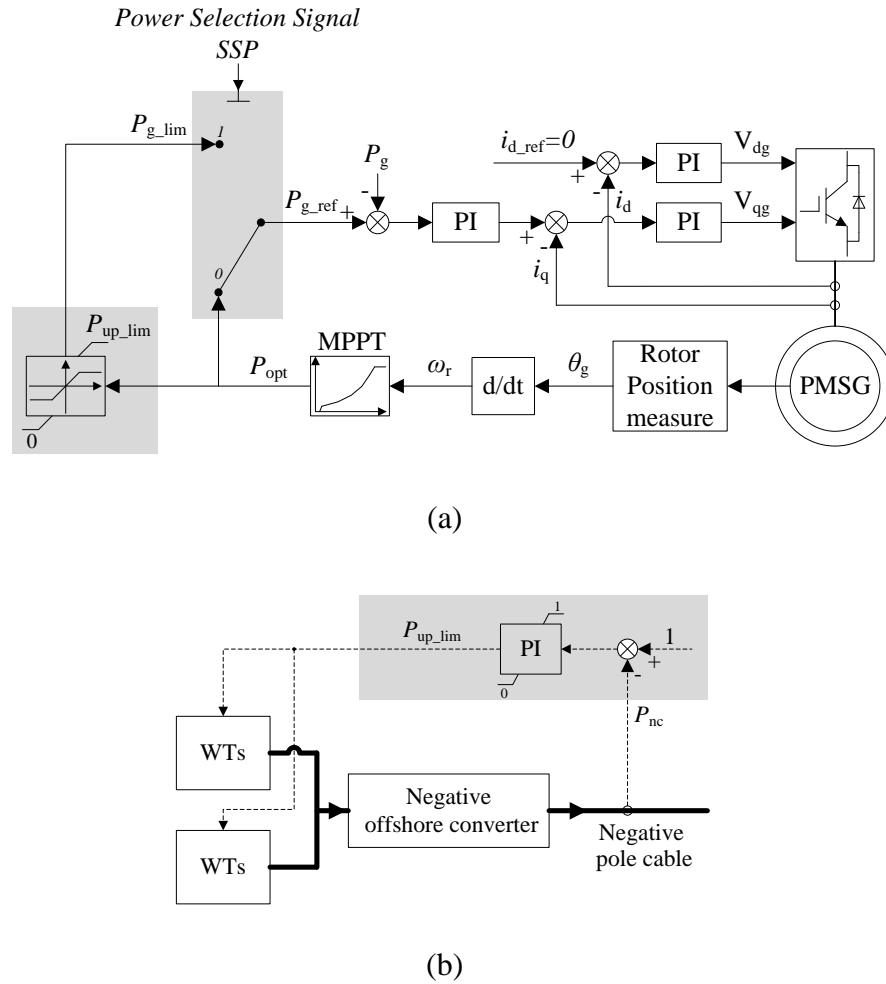 Power Selection Signal
SSP
P_g_lim
1
P_g
-
i_d_ref=0
+
-
PI
V_dg
P_g_ref
+
PI
+
-
i_d
PI
V_qg
0
i_q
P_up_lim
0
P_opt
MPPT
ω_r
d/dt
θ_g
Rotor
Position
measure
PMSG
(a)
P_up_lim
1
PI
0
1
+
-
P_nc
WTs
WTs
Negative
offshore converter
Negative
pole cable
(b)